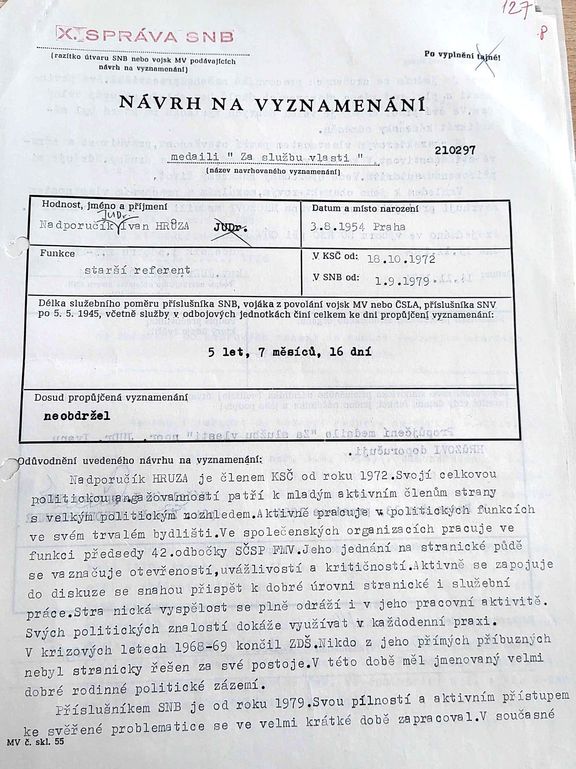 127
8
X. SPRÁVA SNB
(razítko útvaru SNB nebo vojsk MV podávajících
návrh na vyznamenání)
Po vyplnění tajné!
NÁVRH NA VYZNAMENÁNÍ
medaili " Za službu vlasti "
210297
(název navrhovaného vyznamenání)
Hodnost, jméno a příjmení
JUDr.
Nadporučík Ivan HRŮZA JUDr.
Datum a místo narození
3.8.1954 Praha
Funkce
starší referent
V KSČ od: 18.10.1972
V SNB od: 1.9.1979
Délka služebního poměru příslušníka SNB, vojáka z povolání vojsk MV nebo ČSLA, příslušníka SNV
po 5. 5. 1945, včetně služby v odbojových jednotkách činí celkem ke dni propůjčení vyznamenání:
5 let, 7 měsíců, 16 dní
Dosud propůjčená vyznamenání
neobdržel
Odůvodnění uvedeného návrhu na vyznamenání:
Nadporučík HRUZA je členem KSČ od roku 1972.Svojí celkovou
politickou angažovanností patří k mladým aktivním členům strany
s velkým politickým rozhledem.Aktivně pracuje v politických funkcích
ve svém trvalém bydlišti.Ve společenských organizacích pracuje ve
funkci předsedy 42.odbočky SČSP FMV.Jeho jednání na stranické půdě
se vaznačuje otevřeností,uvážlivostí a kritičností.Aktivně se zapojuje
do diskuze se snahou přispět k dobré úrovni stranické i služební
práce.Stra nická vyspělost se plně odráží i v jeho pracovní aktivitě.
Svých politických znalostí dokáže využívat v každodenní praxi.
V krizových letech 1968-69 končil ZDŠ.Nikdo z jeho přímých příbuzných
nebyl stranicky řešen za své postoje.V této době měl jmenovaný velmi
dobré rodinné politické zázemí.
Příslušníkem SNB je od roku 1979.Svou pílností a aktivním přístupem
ke svěřené problematice se ve velmi krátké době zapracoval.V současné
MV č. skl. 55